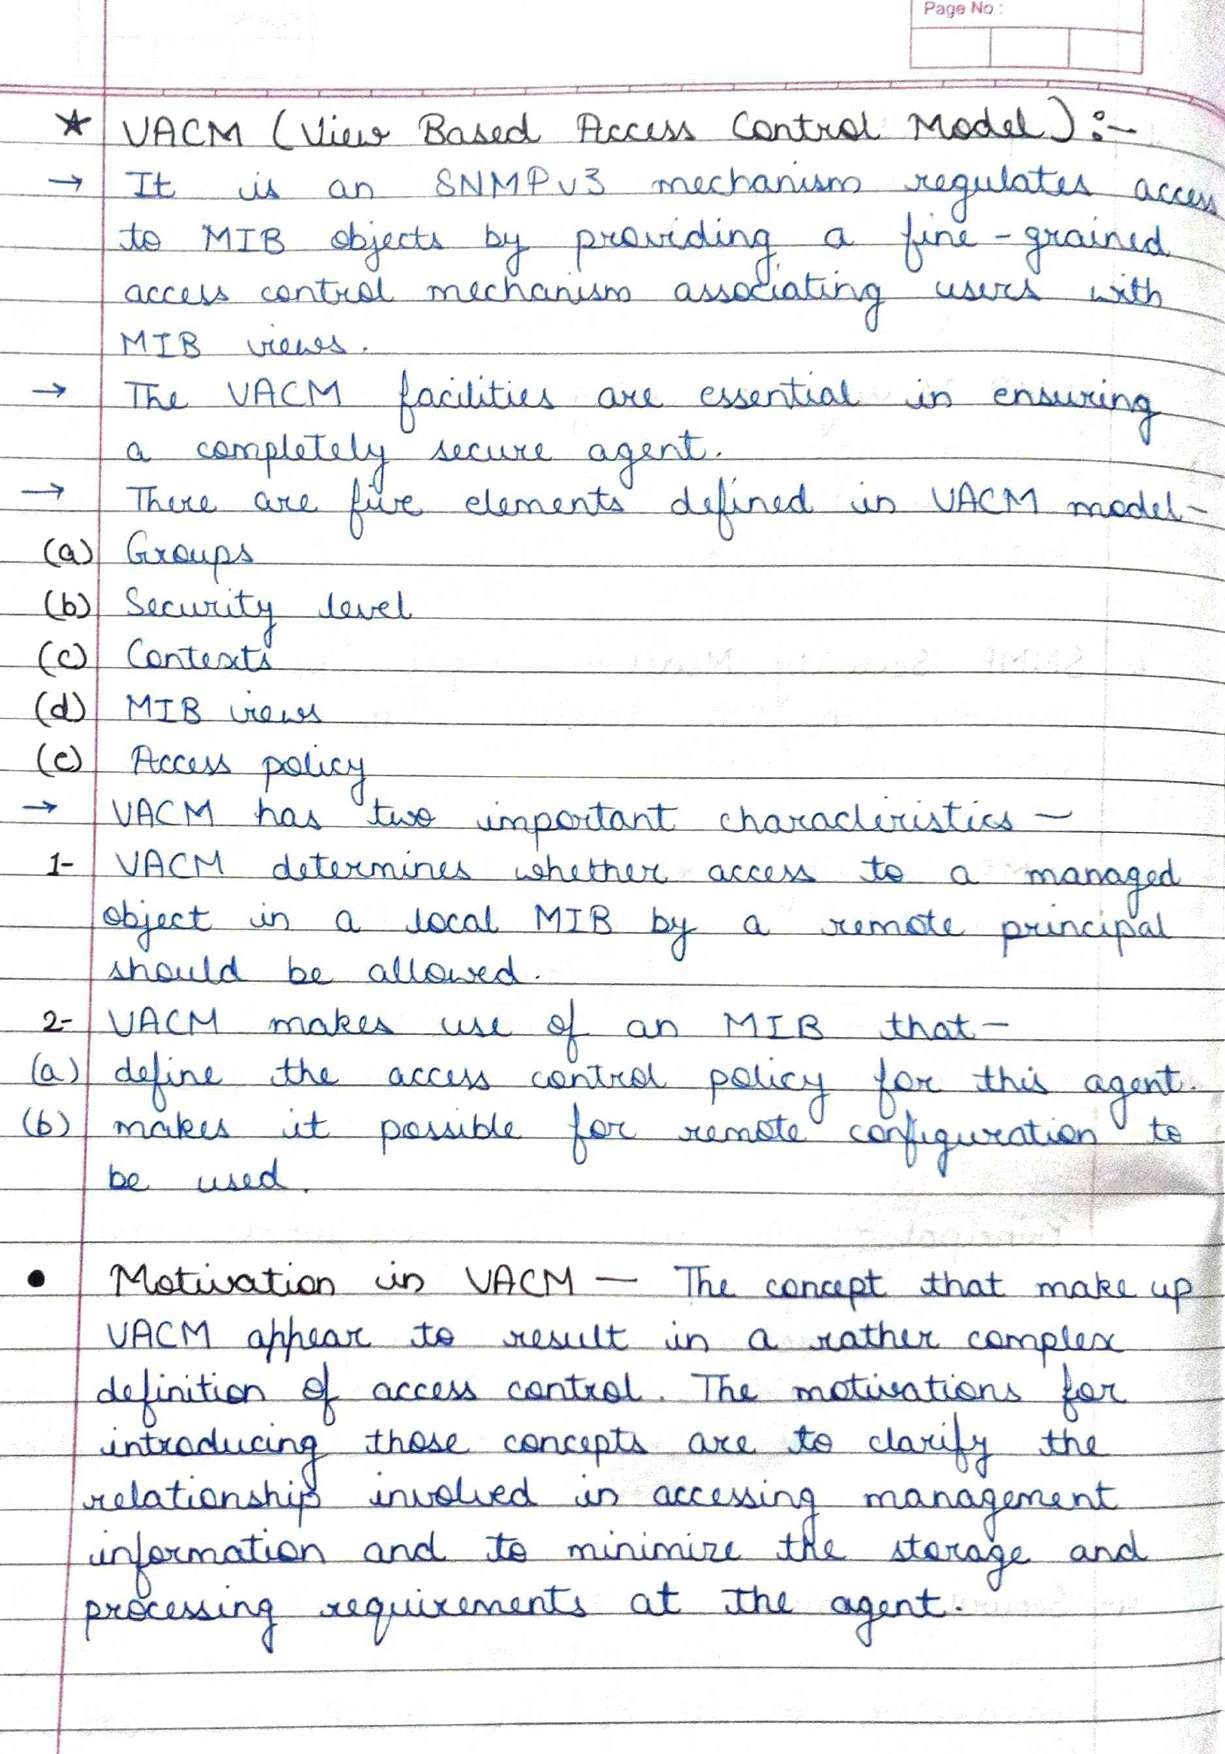 Page No :
★ VACM (View Based Access Control Model) :-
→ It is an SNMPv3 mechanism regulates access
to MIB objects by providing a fine-grained
access control mechanism associating users with
MIB views.
→ The VACM facilities are essential in ensuring
a completely secure agent.
→ There are five elements defined in VACM model-
(a) Groups
(b) Security level
(c) Contexts
(d) MIB views
(e) Access policy
→ VACM has two important characteristics -
1- VACM determines whether access to a managed
object in a local MIB by a remote principal
should be allowed.
2- VACM makes use of an MIB that -
(a) define the access control policy for this agent.
(b) makes it possible for remote configuration to
be used.
• Motivation in VACM - The concept that make up
VACM appear to result in a rather complex
definition of access control. The motivations for
introducing those concepts are to clarify the
relationship involved in accessing management
information and to minimize the storage and
processing requirements at the agent.